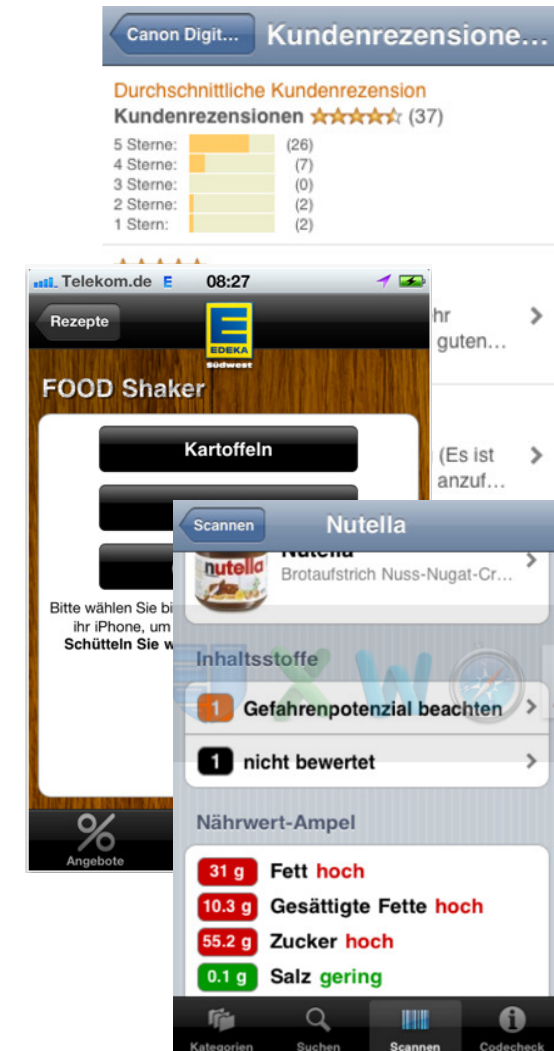 Canon Digit...
Kundenrezensione...
Durchschnittliche Kundenrezension
Kundenrezensionen (37)
5 Sterne: (26)
4 Sterne: (7)
3 Sterne: (0)
2 Sterne: (2)
1 Stern: (2)
hr
guten...
(Es ist
anzuf...
Telekom.de E 08:27
Rezepte
EDEKA
südwest
FOOD Shaker
Kartoffeln
Bitte wählen Sie
ihr iPhone, um
Schütteln Sie
Angebote
Scannen
Nutella
nutella
Nutella
Brotaufstrich Nuss-Nugat-Cr...
Inhaltsstoffe
1 Gefahrenpotenzial beachten
1 nicht bewertet
Nährwert-Ampel
31 g Fett hoch
10.3 g Gesättigte Fette hoch
55.2 g Zucker hoch
0.1 g Salz gering
Kategorien
Suchen
Scannen
Codecheck